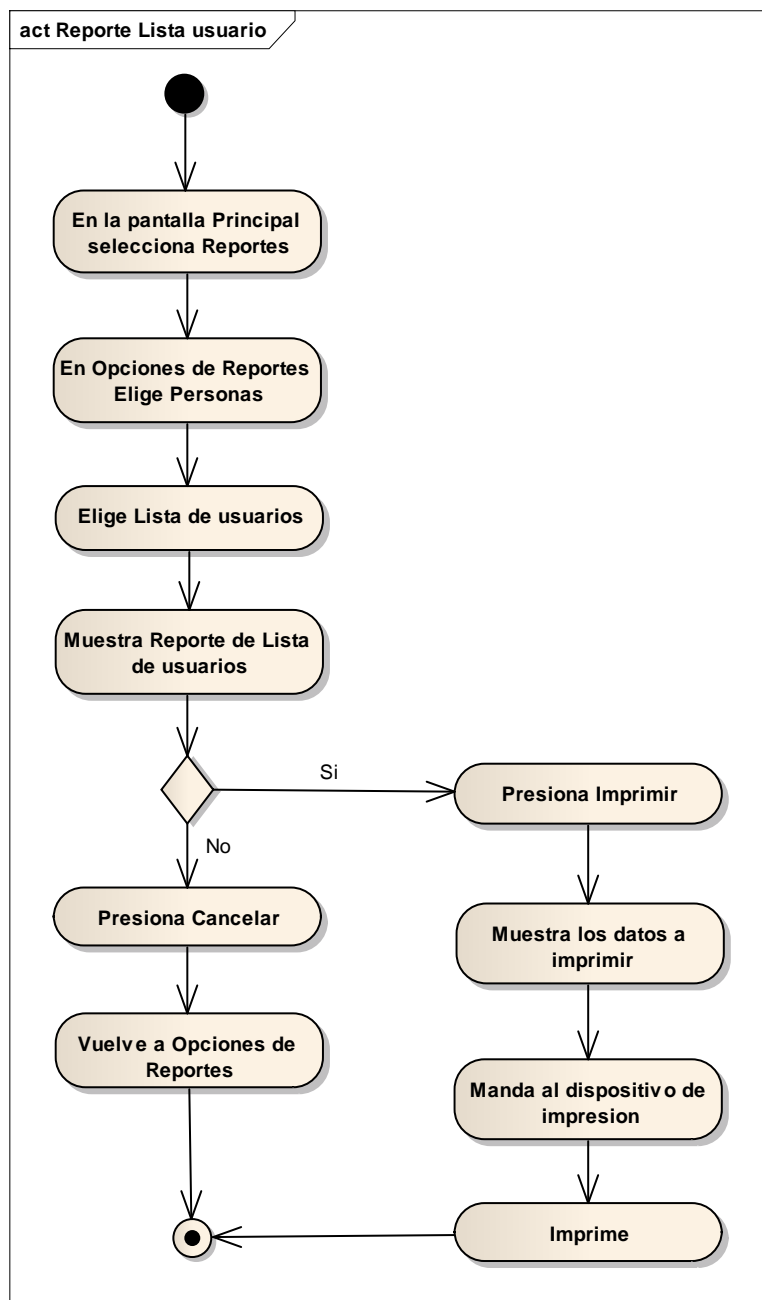 act Reporte Lista usuario
En la pantalla Principal
selecciona Reportes
En Opciones de Reportes
Elige Personas
Elige Lista de usuarios
Muestra Reporte de Lista
de usuarios
Si
Presiona Imprimir
No
Presiona Cancelar
Muestra los datos a
imprimir
Vuelve a Opciones de
Reportes
Manda al dispositivo de
impresion
Imprime